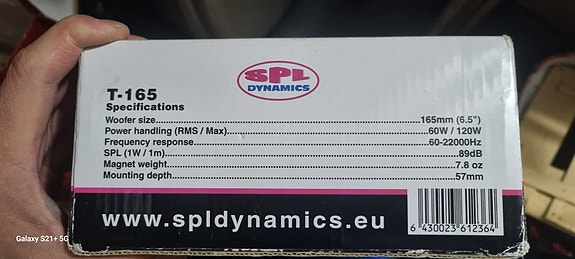 SPL
DYNAMICS
T-165
Specifications
Woofer size....................................................................................165mm (6.5")
Power handling (RMS / Max)..............................................................60W / 120W
Frequency response.........................................................................60-22000Hz
SPL (1W / 1m)..............................................................................................89dB
Magnet weight.............................................................................................7.8 oz
Mounting depth............................................................................................57mm
www.spldynamics.eu
6 430023 612364
Galaxy S21+ 5G